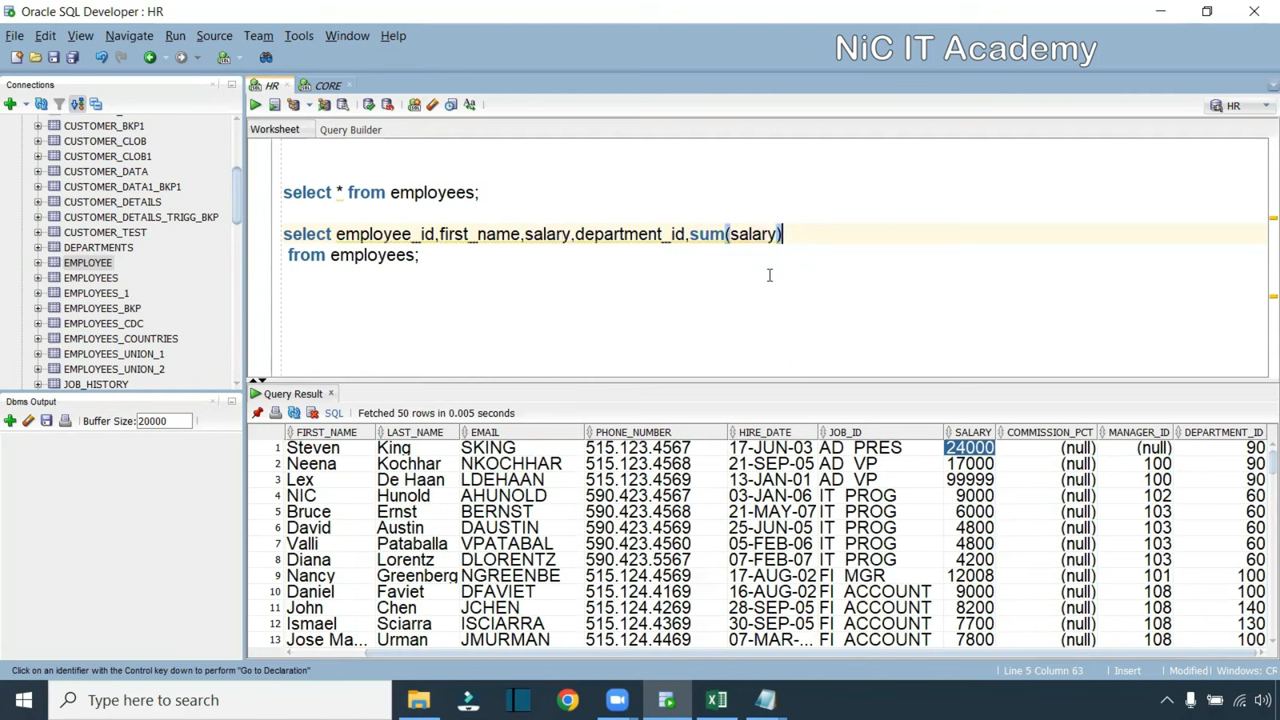 Oracle SQL Developer: HR
File Edit View Navigate Run Source Team Tools Window Help
NiC IT Academy
Connections
HR
CORE
HR
Worksheet Query Builder
CUSTOMER_BKP1
CUSTOMER_CLOB
CUSTOMER_CLOB1
CUSTOMER_DATA
CUSTOMER_DATA1_BKP1
CUSTOMER_DETAILS
CUSTOMER_DETAILS_TRIGG_BKP
CUSTOMER_TEST
DEPARTMENTS
EMPLOYEE
EMPLOYEES
EMPLOYEES_1
EMPLOYEES_BKP
EMPLOYEES_CDC
EMPLOYEES_COUNTRIES
EMPLOYEES_UNION_1
EMPLOYEES_UNION_2
JOB_HISTORY
select * from employees;
select employee_id,first_name,salary,department_id,sum(salary)
from employees;
Dbms Output
Buffer Size: 20000
Query Result
SQL Fetched 50 rows in 0.005 seconds
FIRST_NAME LAST_NAME EMAIL PHONE_NUMBER HIRE_DATE JOB_ID SALARY COMMISSION_PCT MANAGER_ID DEPARTMENT_ID
1 Steven King SKING 515.123.4567 17-JUN-03 AD_PRES 24000 (null) (null) 90
2 Neena Kochhar NKOCHHAR 515.123.4568 21-SEP-05 AD_VP 17000 (null) 100 90
3 Lex De Haan LDEHAAN 515.123.4569 13-JAN-01 AD_VP 99999 (null) 100 90
4 NIC Hunold AHUNOLD 590.423.4567 03-JAN-06 IT_PROG 9000 (null) 102 60
5 Bruce Ernst BERNST 590.423.4568 21-MAY-07 IT_PROG 6000 (null) 103 60
6 David Austin DAUSTIN 590.423.4569 25-JUN-05 IT_PROG 4800 (null) 103 60
7 Valli Pataballa VPATABAL 590.423.4560 05-FEB-06 IT_PROG 4800 (null) 103 60
8 Diana Lorentz DLORENTZ 590.423.5567 07-FEB-07 IT_PROG 4200 (null) 103 60
9 Nancy Greenberg NGREENBE 515.124.4569 17-AUG-02 FI_MGR 12008 (null) 101 100
10 Daniel Faviet DFAVIET 515.124.4169 16-AUG-02 FI_ACCOUNT 9000 (null) 108 100
11 John Chen JCHEN 515.124.4269 28-SEP-05 FI_ACCOUNT 8200 (null) 108 140
12 Ismael Sciarra ISCIARRA 515.124.4369 30-SEP-05 FI_ACCOUNT 7700 (null) 108 130
13 Jose Ma... Urman JMURMAN 515.124.4469 07-MAR-... FI_ACCOUNT 7800 (null) 108 100
Click on an identifier with the Control key down to perform "Go to Declaration"
Line 5 Column 63 Insert Modified Windows: CR
Type here to search